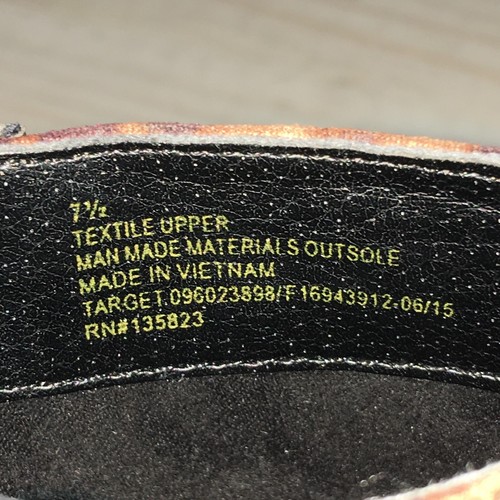 7½
TEXTILE UPPER
MAN MADE MATERIALS OUTSOLE
MADE IN VIETNAM
TARGET.096023898/F16943912-06/15
RN#135823